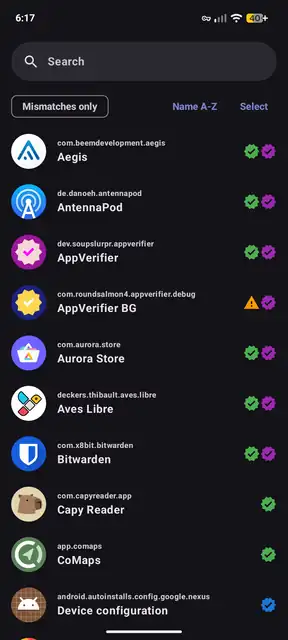 6:17
40
Search
Mismatches only
Name A-Z
Select
com.beemdevelopment.aegis
Aegis
de.danoeh.antennapod
AntennaPod
dev.soupslurpr.appverifier
AppVerifier
com.roundsalmon4.appverifier.debug
AppVerifier BG
com.aurora.store
Aurora Store
deckers.thibault.aves.libre
Aves Libre
com.x8bit.bitwarden
Bitwarden
com.capyreader.app
Capy Reader
app.comaps
CoMaps
android.autoinstalls.config.google.nexus
Device configuration